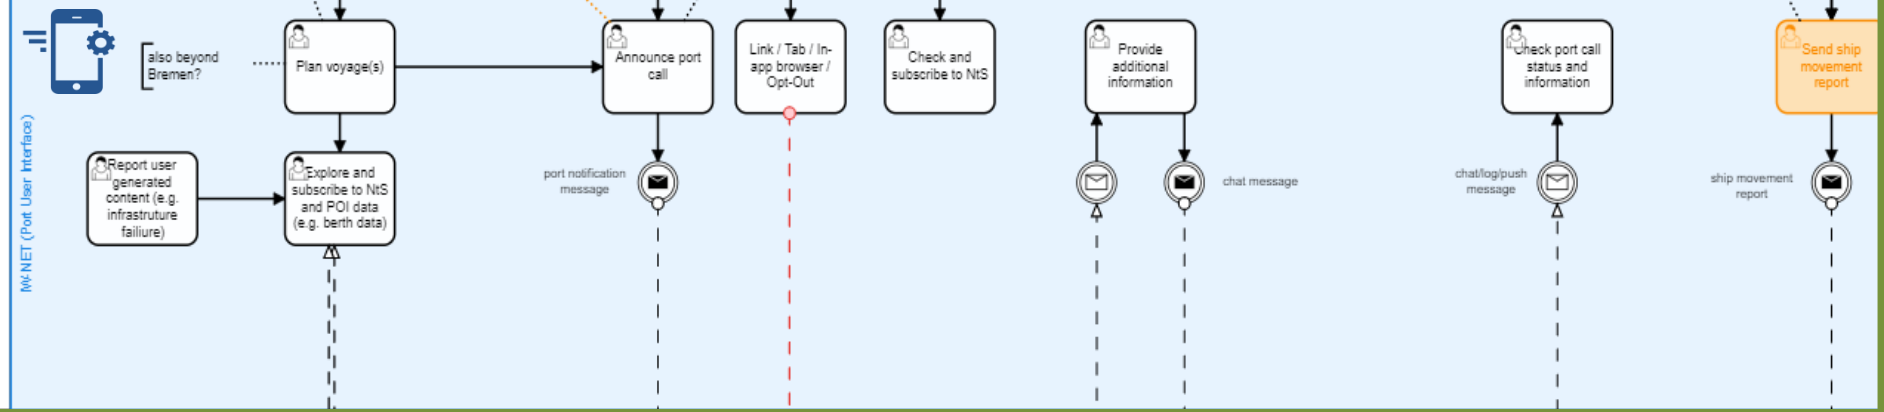 also beyond
Bremen?
Plan voyage(s)
Announce port
call
Link / Tab / In-
app browser /
Opt-Out
Check and
subscribe to NtS
Provide
additional
information
Check port call
status and
information
Send ship
movement
report
Report user
generated
content (e.g.
infrastruture
failiure)
Explore and
subscribe to NtS
and POI data
(e.g. berth data)
port notification
message
chat message
chat/log/push
message
ship movement
report
(Port User Interface)